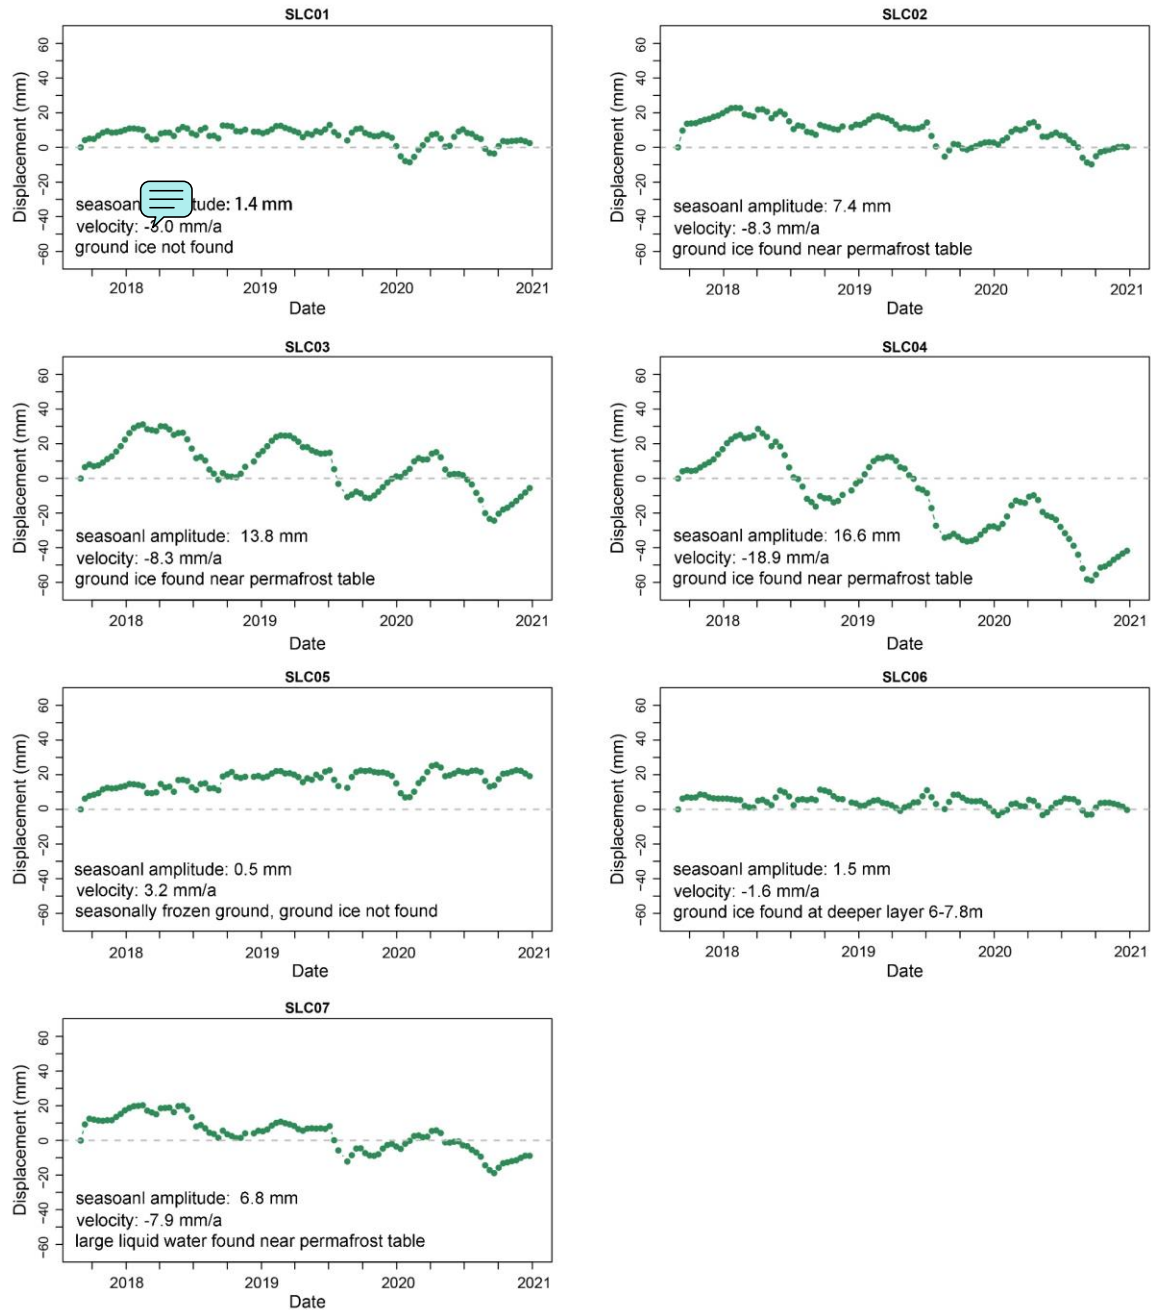 SLC01
Displacement (mm)
60
40
20
0
−20
−40
−60
1.4 mm
velocity: mm/a
ground ice not found
2018 2019 2020 2021
Date
SLC02
Displacement (mm)
60
40
20
0
−20
−40
−60
seasoanl amplitude: 7.4 mm
velocity: -8.3 mm/a
ground ice found near permafrost table
2018 2019 2020 2021
Date
SLC03
Displacement (mm)
60
40
20
0
−20
−40
−60
seasoanl amplitude: 13.8 mm
velocity: -8.3 mm/a
ground ice found near permafrost table
2018 2019 2020 2021
Date
SLC04
Displacement (mm)
60
40
20
0
−20
−40
−60
seasoanl amplitude: 16.6 mm
velocity: -18.9 mm/a
ground ice found near permafrost table
2018 2019 2020 2021
Date
SLC05
Displacement (mm)
60
40
20
0
−20
−40
−60
seasoanl amplitude: 0.5 mm
velocity: 3.2 mm/a
seasonally frozen ground, ground ice not found
2018 2019 2020 2021
Date
SLC06
Displacement (mm)
60
40
20
0
−20
−40
−60
seasoanl amplitude: 1.5 mm
velocity: -1.6 mm/a
ground ice found at deeper layer 6-7.8m
2018 2019 2020 2021
Date
SLC07
Displacement (mm)
60
40
20
0
−20
−40
−60
seasoanl amplitude: 6.8 mm
velocity: -7.9 mm/a
large liquid water found near permafrost table
2018 2019 2020 2021
Date